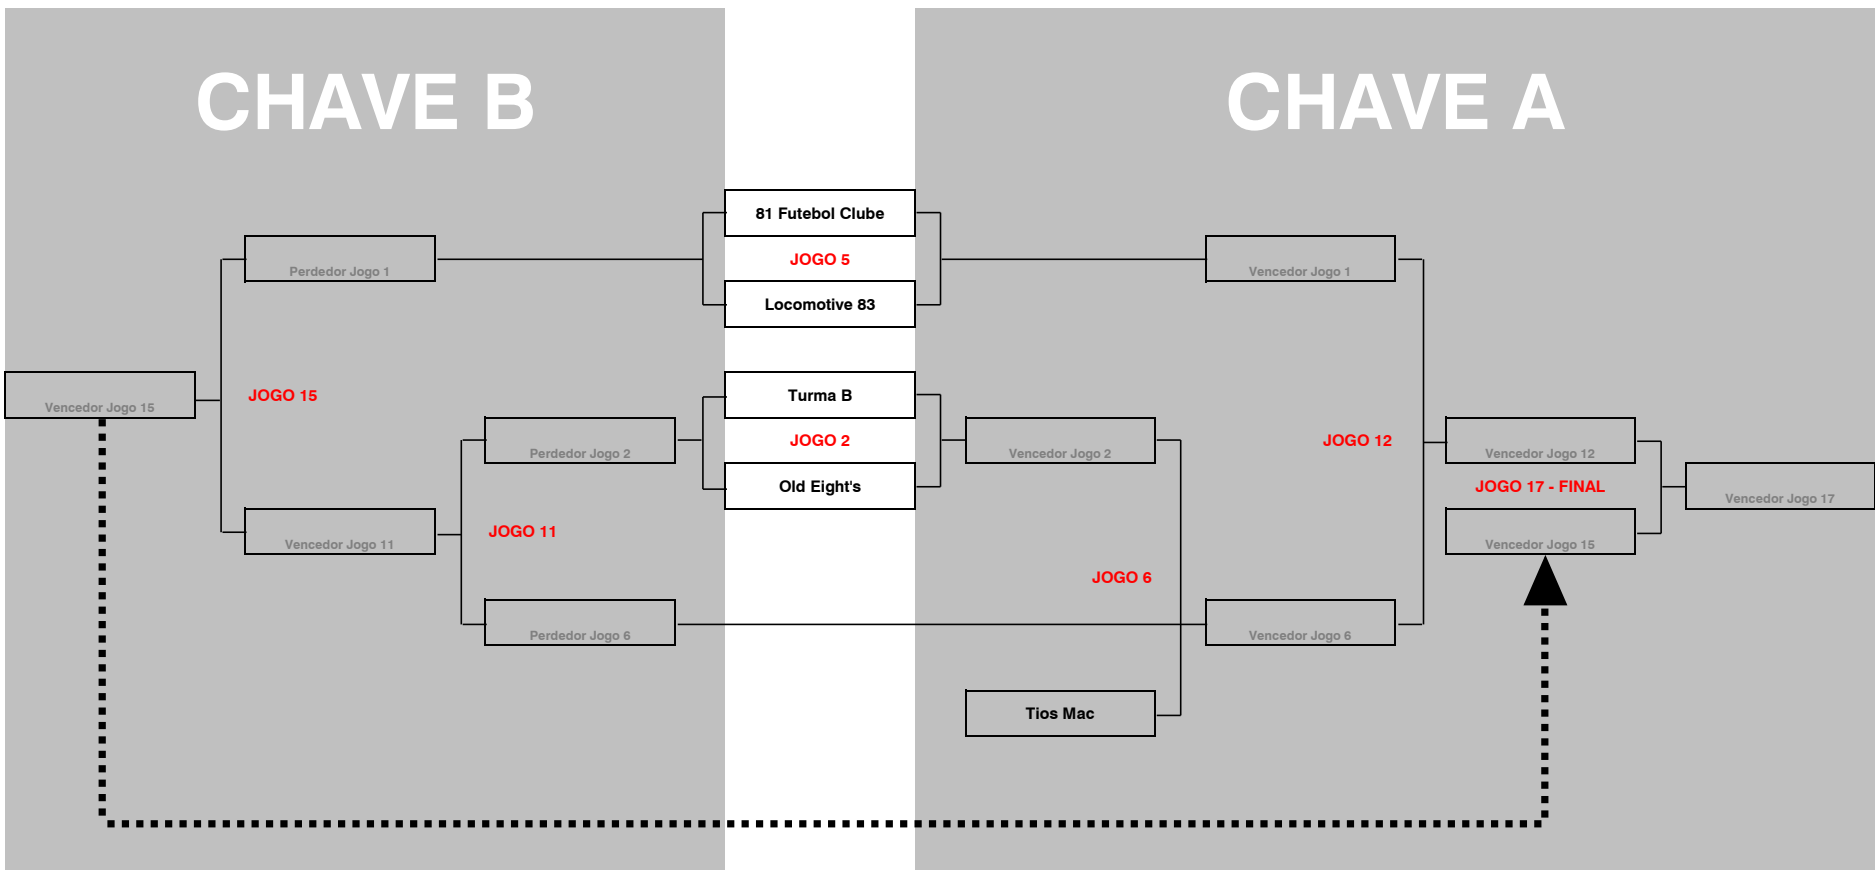 CHAVE B
CHAVE A
81 Futebol Clube
Perdedor Jogo 1
JOGO 5
Vencedor Jogo 1
Locomotive 83
Vencedor Jogo 15
JOGO 15
Turma B
Perdedor Jogo 2
JOGO 2
Vencedor Jogo 2
JOGO 12
Vencedor Jogo 12
Old Eight's
JOGO 17 - FINAL
Vencedor Jogo 17
Vencedor Jogo 11
JOGO 11
Vencedor Jogo 15
JOGO 6
Perdedor Jogo 6
Vencedor Jogo 6
Tios Mac